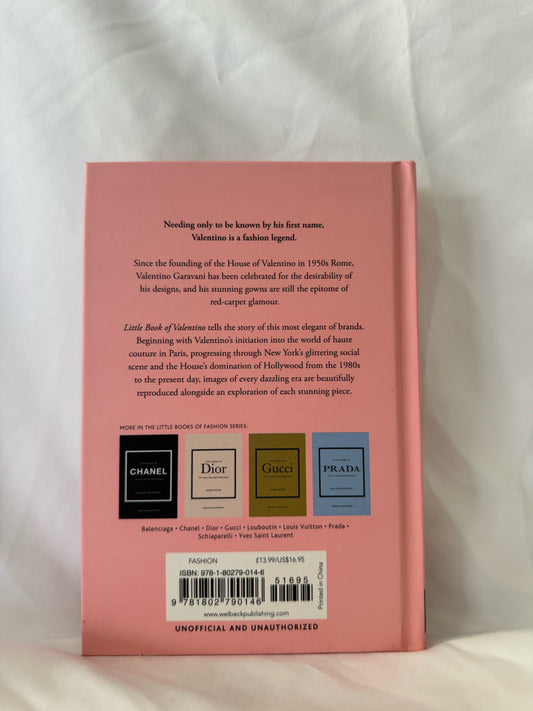 Needing only to be known by his first name,
Valentino is a fashion legend.
Since the founding of the House of Valentino in 1950s Rome,
Valentino Garavani has been celebrated for the desirability of
his designs, and his stunning gowns are still the epitome of
red-carpet glamour.
Little Book of Valentino tells the story of this most elegant of brands.
Beginning with Valentino's initiation into the world of haute
couture in Paris, progressing through New York's glittering social
scene and the House's domination of Hollywood from the 1980s
to the present day, images of every dazzling era are beautifully
reproduced alongside an exploration of each stunning piece.
MORE IN THE LITTLE BOOKS OF FASHION SERIES:
CHANEL
Dior
Gucci
PRADA
Balenciaga • Chanel • Dior • Gucci • Louboutin • Louis Vuitton • Prada •
Schiaparelli • Yves Saint Laurent
FASHION £13.99/US$16.95
ISBN: 978-1-80279-014-6
51695
9 781802 790146
www.welbeckpublishing.com
Printed in China
UNOFFICIAL AND UNAUTHORIZED